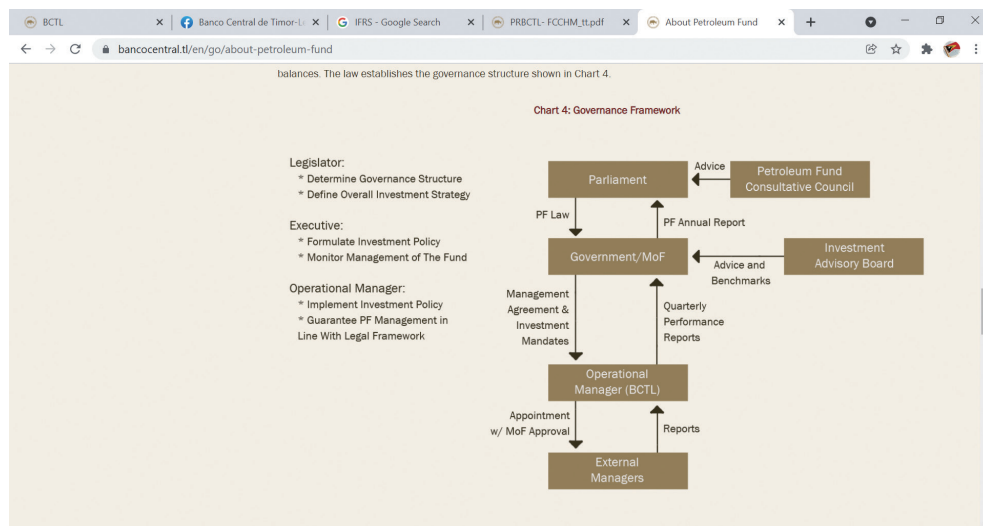 BCTL
Banco Central de Timor-Le
IFRS - Google Search
PRBCTL- FCCHM_tt.pdf
About Petroleum Fund
bancocentral.tl/en/go/about-petroleum-fund
balances. The law establishes the governance structure shown in Chart 4.
Chart 4: Governance Framework
Legislator:
* Determine Governance Structure
* Define Overall Investment Strategy
Executive:
* Formulate Investment Policy
* Monitor Management of The Fund
Operational Manager:
* Implement Investment Policy
* Guarantee PF Management in
Line With Legal Framework
Parliament
Advice
Petroleum Fund
Consultative Council
PF Law
PF Annual Report
Government/MoF
Advice and
Benchmarks
Investment
Advisory Board
Management
Agreement &
Investment
Mandates
Quarterly
Performance
Reports
Operational
Manager (BCTL)
Appointment
w/ MoF Approval
Reports
External
Managers